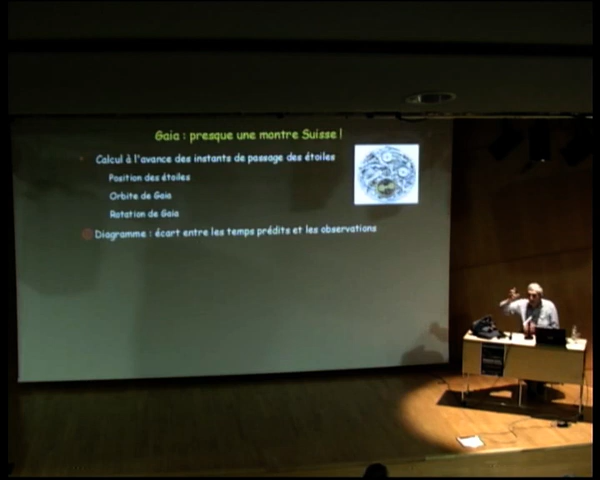 Gaia : presque une montre Suisse !
Calcul à l'avance des instants de passage des étoiles
Position des étoiles
Orbite de Gaia
Rotation de Gaia
Diagramme : écart entre les temps prédits et les observations